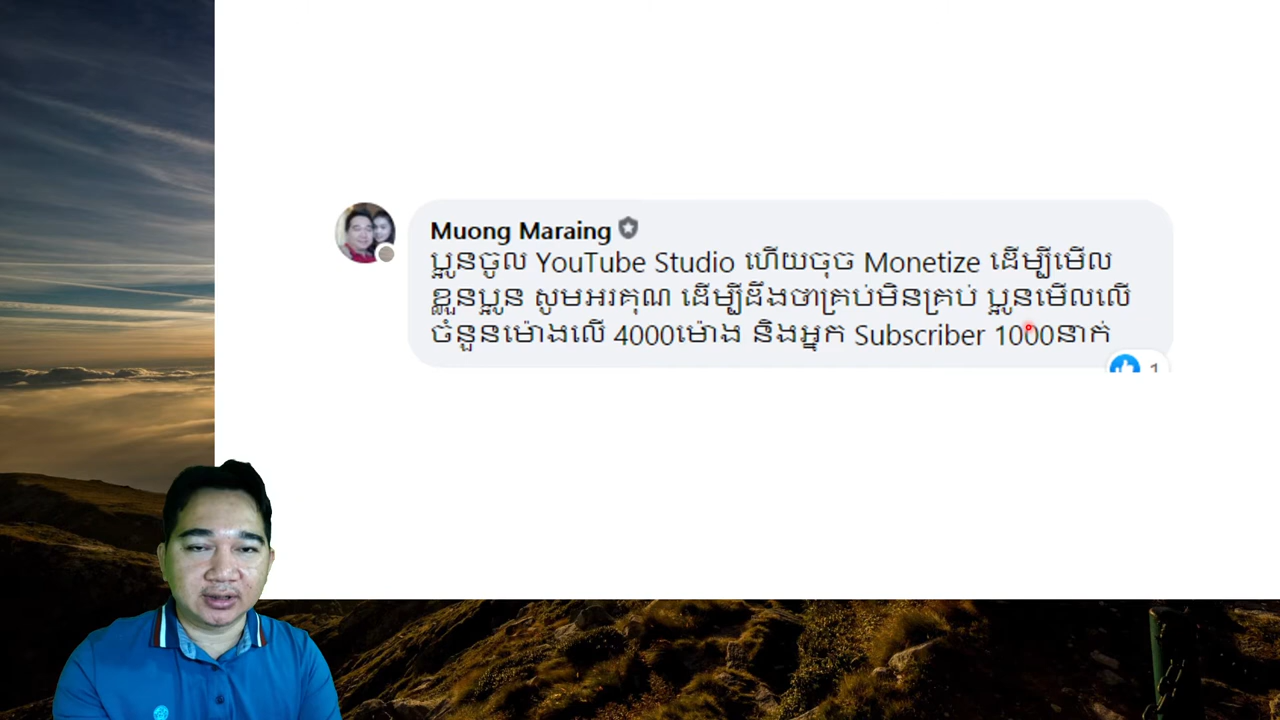 Muong Maraing
ប្អូនចូល YouTube Studio ហើយចុច Monetize ដើម្បីមើល
ខ្លួនប្អូន សូមអរគុណ ដើម្បីដឹងថាគ្រប់មិនគ្រប់ ប្អូនមើលលើ
ចំនួនម៉ោងលើ 4000ម៉ោង និងអ្នក Subscriber 1000នាក់
1